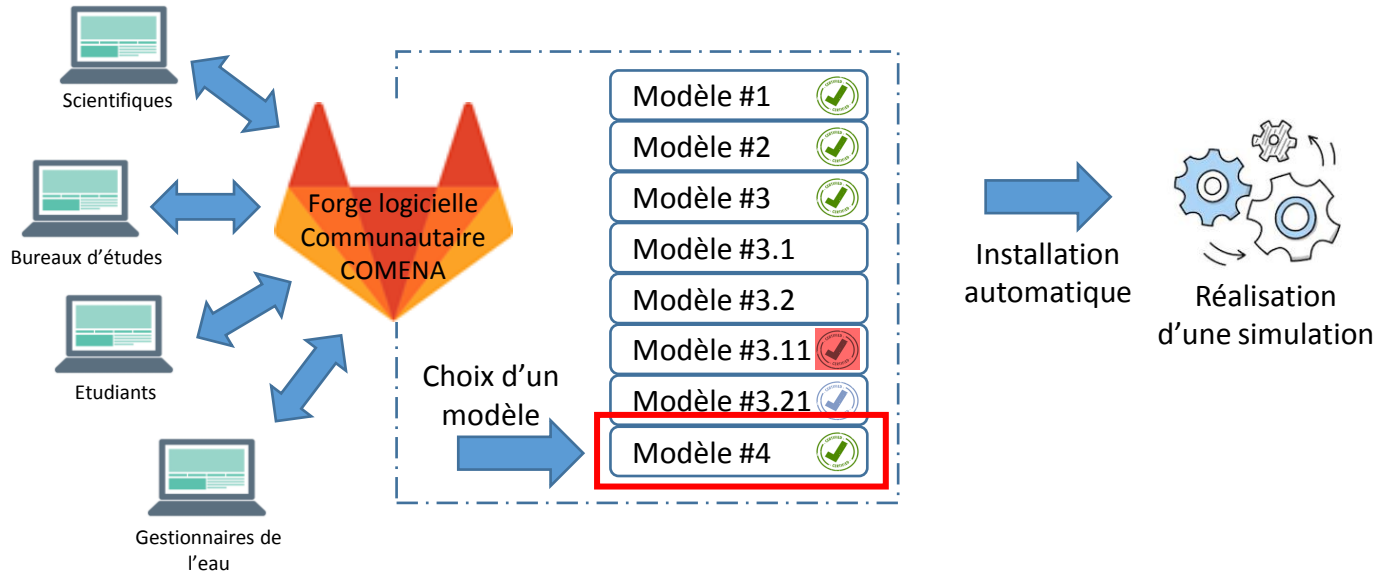 Scientifiques
Bureaux d'études
Etudiants
Gestionnaires de
l'eau
Forge logicielle
Communautaire
COMENA
Choix d'un
modèle
Modèle #1
Modèle #2
Modèle #3
Modèle #3.1
Modèle #3.2
Modèle #3.11
Modèle #3.21
Modèle #4
Installation
automatique
Réalisation
d'une simulation